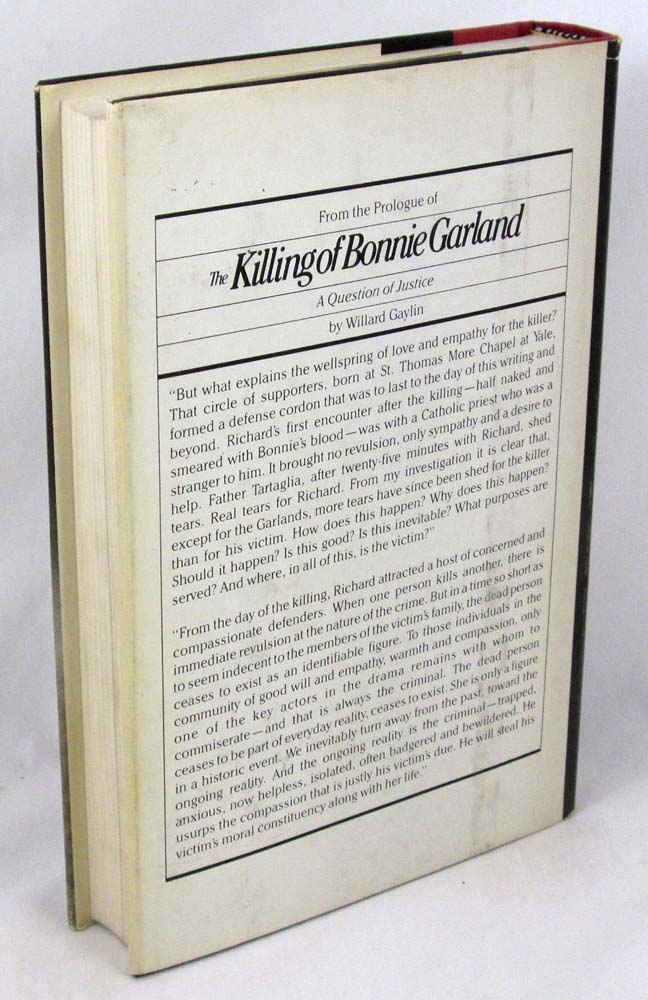 From the Prologue of
The Killing of Bonnie Garland
A Question of Justice
by Willard Gaylin
"But what explains the wellspring of love and empathy for the killer?
That circle of supporters, born at St. Thomas More Chapel at Yale,
formed a defense cordon that was to last to the day of this writing and
beyond. Richard's first encounter after the killing—half naked and
smeared with Bonnie's blood—was with a Catholic priest who was a
stranger to him. It brought no revulsion, only sympathy and a desire to
help. Father Tartaglia, after twenty-five minutes with Richard, shed
tears. Real tears for Richard. From my investigation it is clear that,
except for the Garlands, more tears have since been shed for the killer
than for his victim. How does this happen? Why does this happen?
Should it happen? Is this good? Is this inevitable? What purposes are
served? And where, in all of this, is the victim?"
"From the day of the killing, Richard attracted a host of concerned and
compassionate defenders. When one person kills another, there is
immediate revulsion at the nature of the crime. But in a time so short as
to seem indecent to the members of the victim's family, the dead person
ceases to exist as an identifiable figure. To those individuals in the
community of good will and empathy, warmth and compassion, only
one of the key actors in the drama remains with whom to
commiserate—and that is always the criminal. The dead person
ceases to be part of everyday reality, ceases to exist. She is only a figure
in a historic event. We inevitably turn away from the past, toward the
ongoing reality. And the ongoing reality is the criminal—trapped,
anxious, now helpless, isolated, often badgered and bewildered. He
usurps the compassion that is justly his victim's due. He will steal his
victim's moral constituency along with her life."